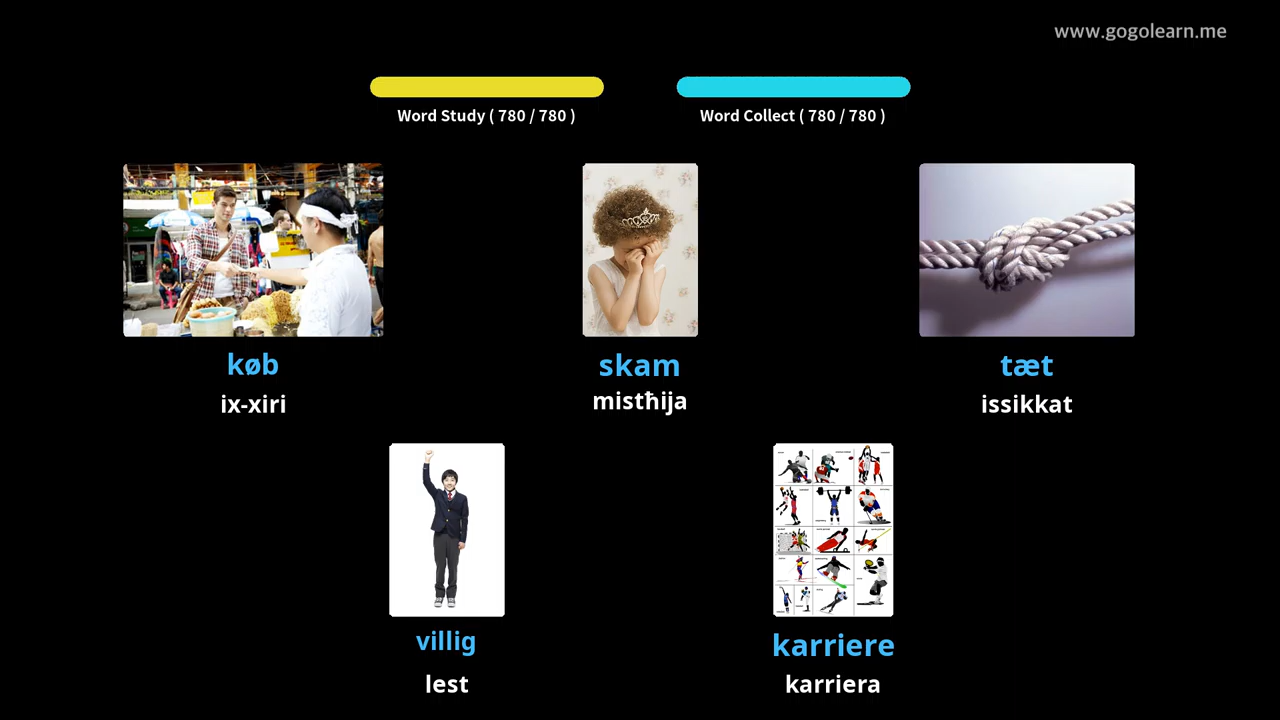 www.gogolearn.me
Word Study ( 780 / 780 )
Word Collect ( 780 / 780 )
køb
skam
tæt
ix-xiri
mistħija
issikkat
villig
karriere
lest
karriera